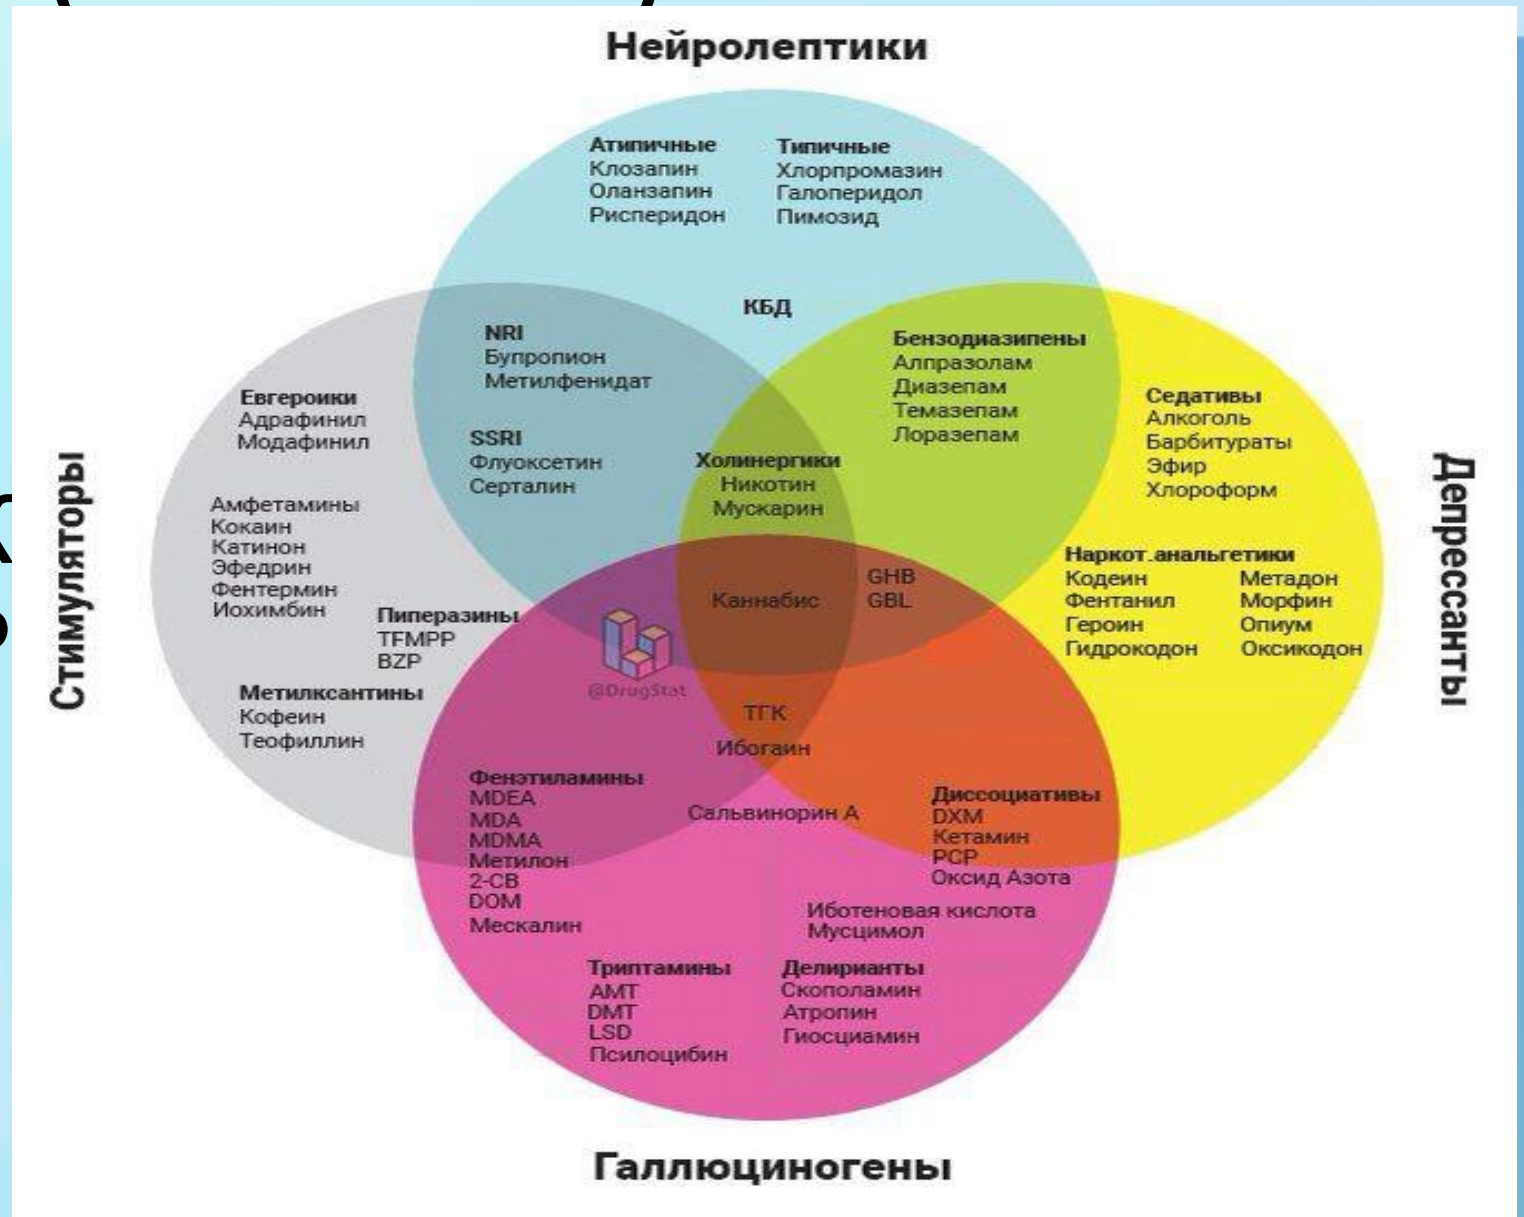 Нейролептики
Атипичные
Клозапин
Оланзапин
Рисперидон
Типичные
Хлорпромазин
Галоперидол
Пимозид
КБД
NRI
Бупропион
Метилфенидат
SSRI
Флуоксетин
Серталин
Бензодиазипены
Алпразолам
Диазепам
Темазепам
Лоразепам
Холинергики
Никотин
Мускарин
Стимуляторы
Евгероики
Адрафинил
Модафинил
Амфетамины
Кокаин
Катинон
Эфедрин
Фентермин
Иохимбин
Пиперазины
TFMPP
BZP
Метилксантины
Кофеин
Теофиллин
Седативы
Алкоголь
Барбитураты
Эфир
Хлороформ
Наркот.анальгетики
Кодеин
Фентанил
Героин
Гидрокодон
Метадон
Морфин
Опиум
Оксикодон
Депрессанты
GHB
GBL
Каннабис
@DrugStat
ТГК
Ибогаин
Сальвинорин А
Фенэтиламины
MDEA
MDA
MDMA
Метилон
2-CB
DOM
Мескалин
Диссоциативы
DXM
Кетамин
PCP
Оксид Азота
Иботеновая кислота
Мусцимол
Триптамины
АМТ
DMT
LSD
Псилоцибин
Делирианты
Скополамин
Атропин
Гиосциамин
Галлюциногены